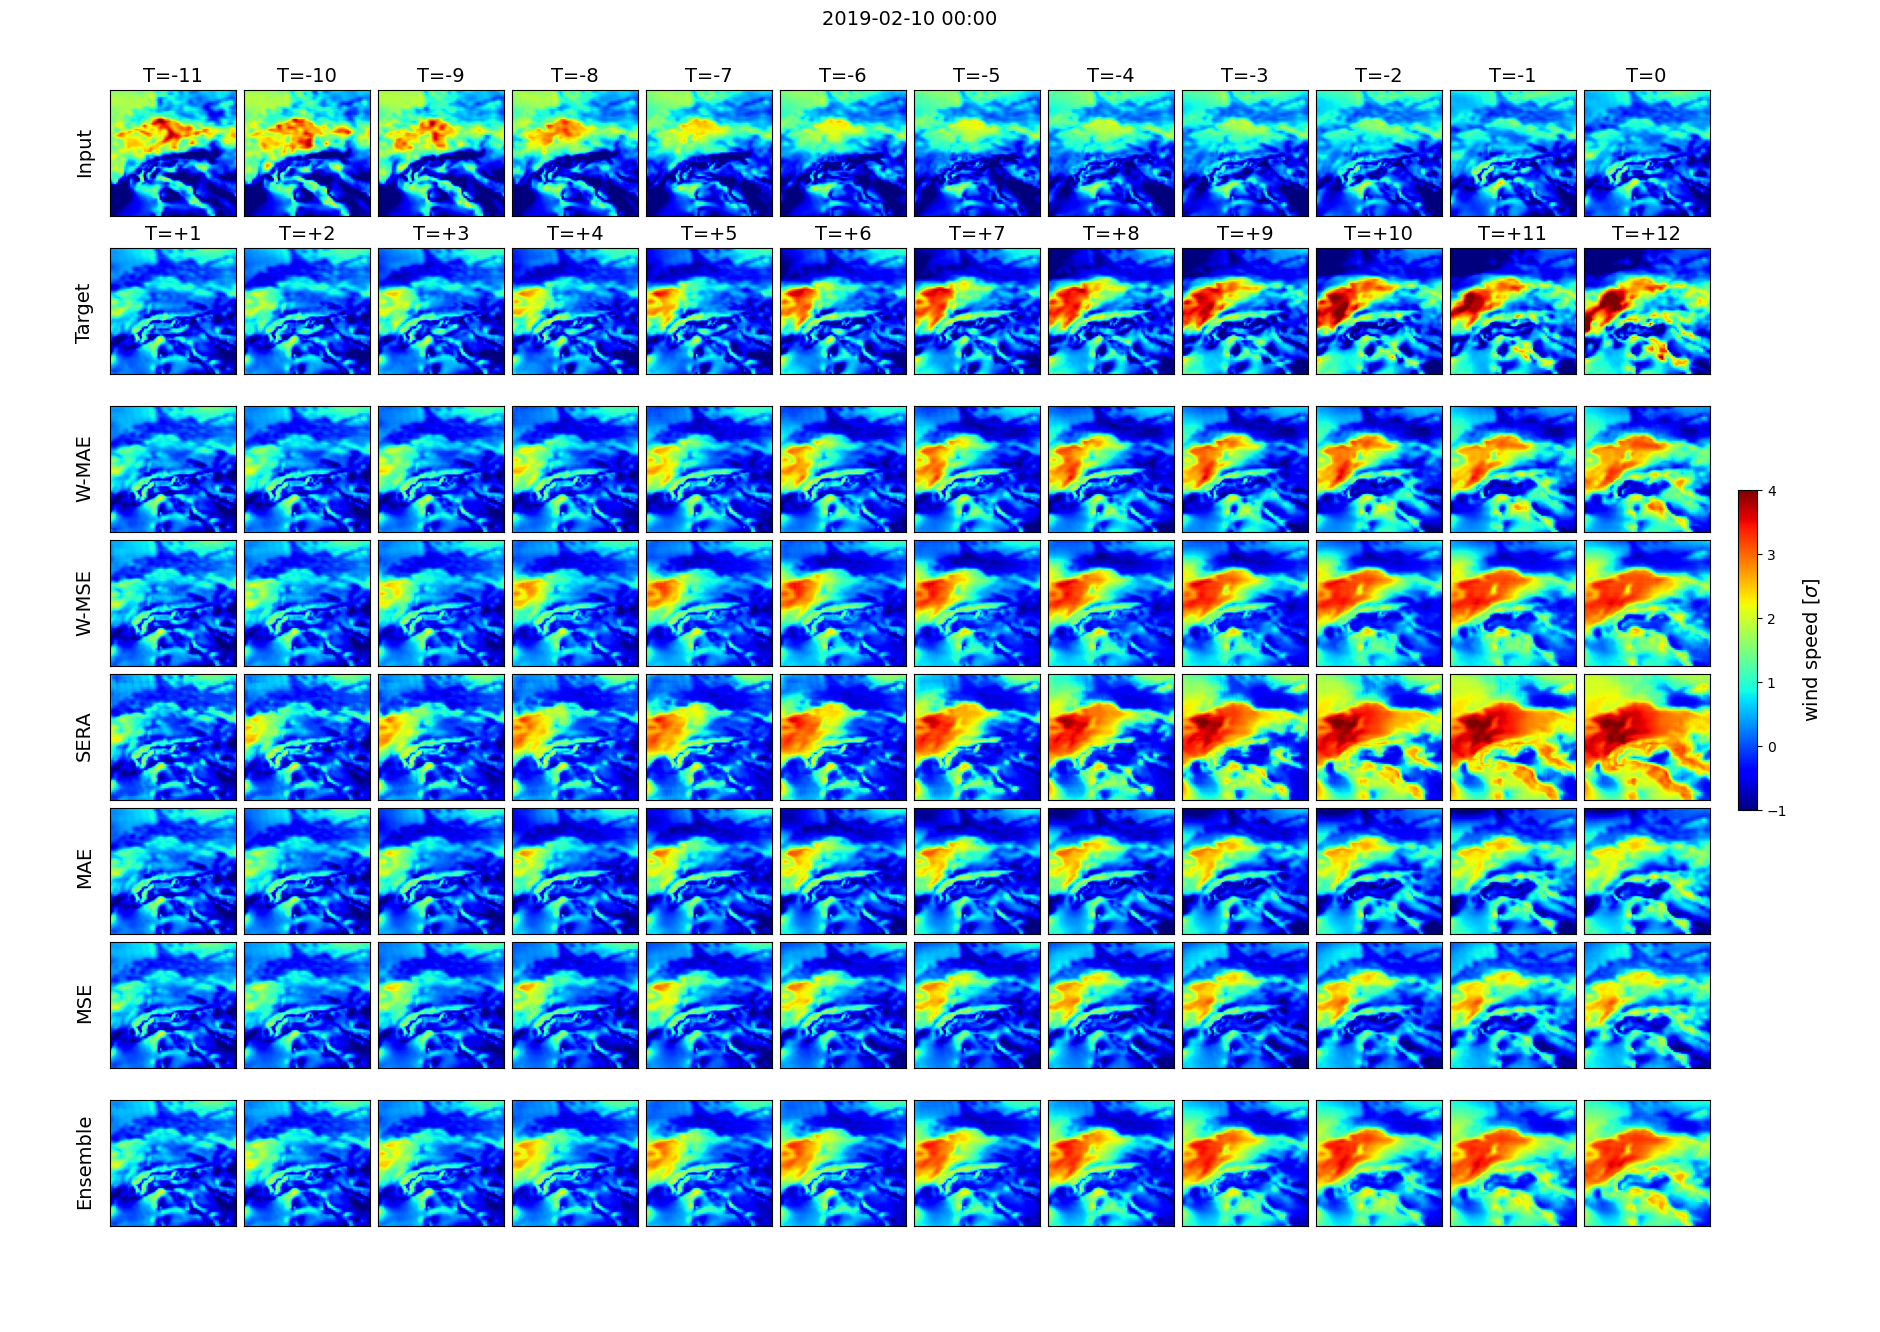 2019-02-10 00:00
T=-11 T=-10 T=-9 T=-8 T=-7 T=-6 T=-5 T=-4 T=-3 T=-2 T=-1 T=0
Input
T=+1 T=+2 T=+3 T=+4 T=+5 T=+6 T=+7 T=+8 T=+9 T=+10 T=+11 T=+12
Target
W-MAE
W-MSE
SERA
MAE
MSE
Ensemble
4
3
2
1
0
−1
wind speed [σ]